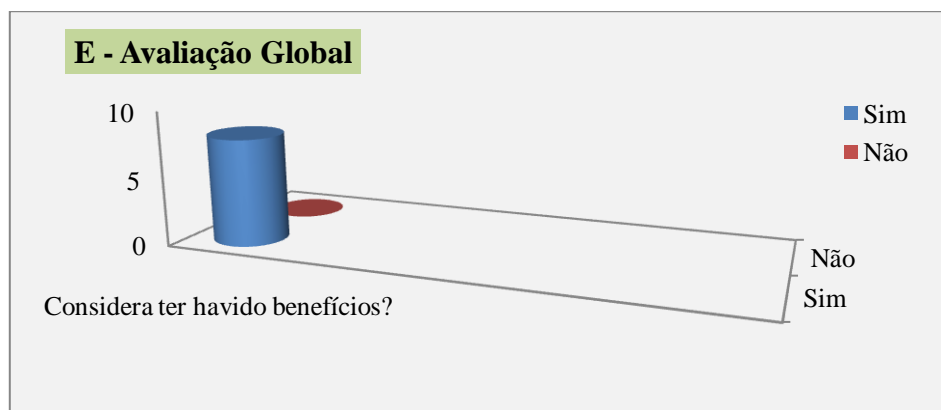 E - Avaliação Global
10
5
0
Sim
Não
Não
Sim
Considera ter havido benefícios?